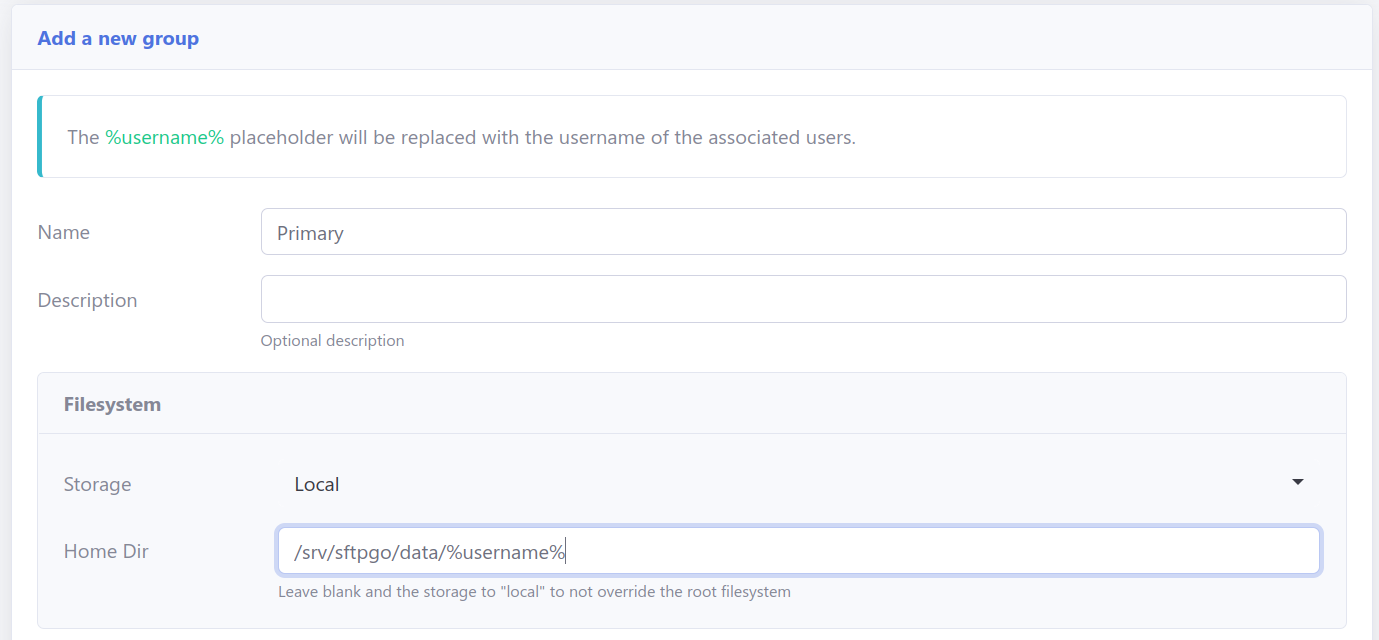 Add a new group
The %username% placeholder will be replaced with the username of the associated users.
Name
Primary
Description
Optional description
Filesystem
Storage
Local
Home Dir
/srv/sftpgo/data/%username%
Leave blank and the storage to "local" to not override the root filesystem